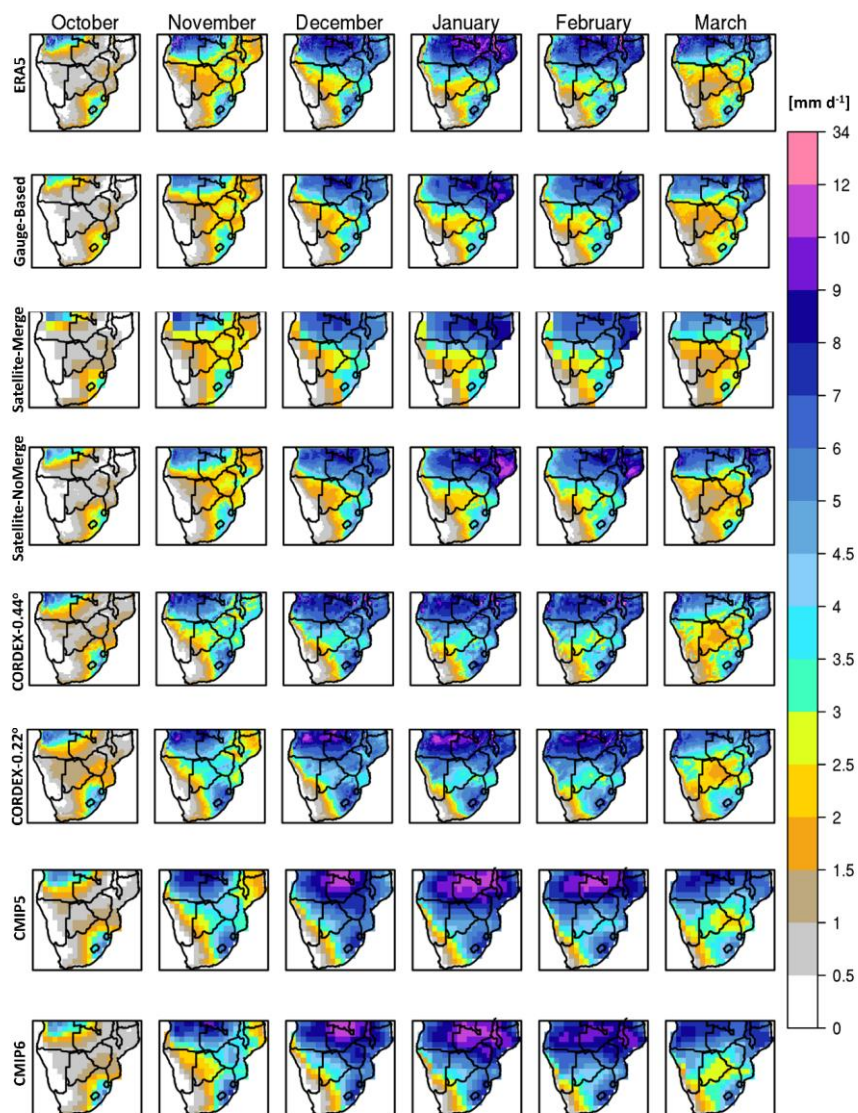 October November December January February March
ERA5
[mm d⁻¹]
34
Gauge-Based
12
10
9
Satellite-Merge
8
7
6
Satellite-NoMerge
5
4.5
4
CORDEX-0.44°
3.5
3
2.5
CORDEX-0.22°
2
1.5
CMIP5
1
0.5
0
CMIP6